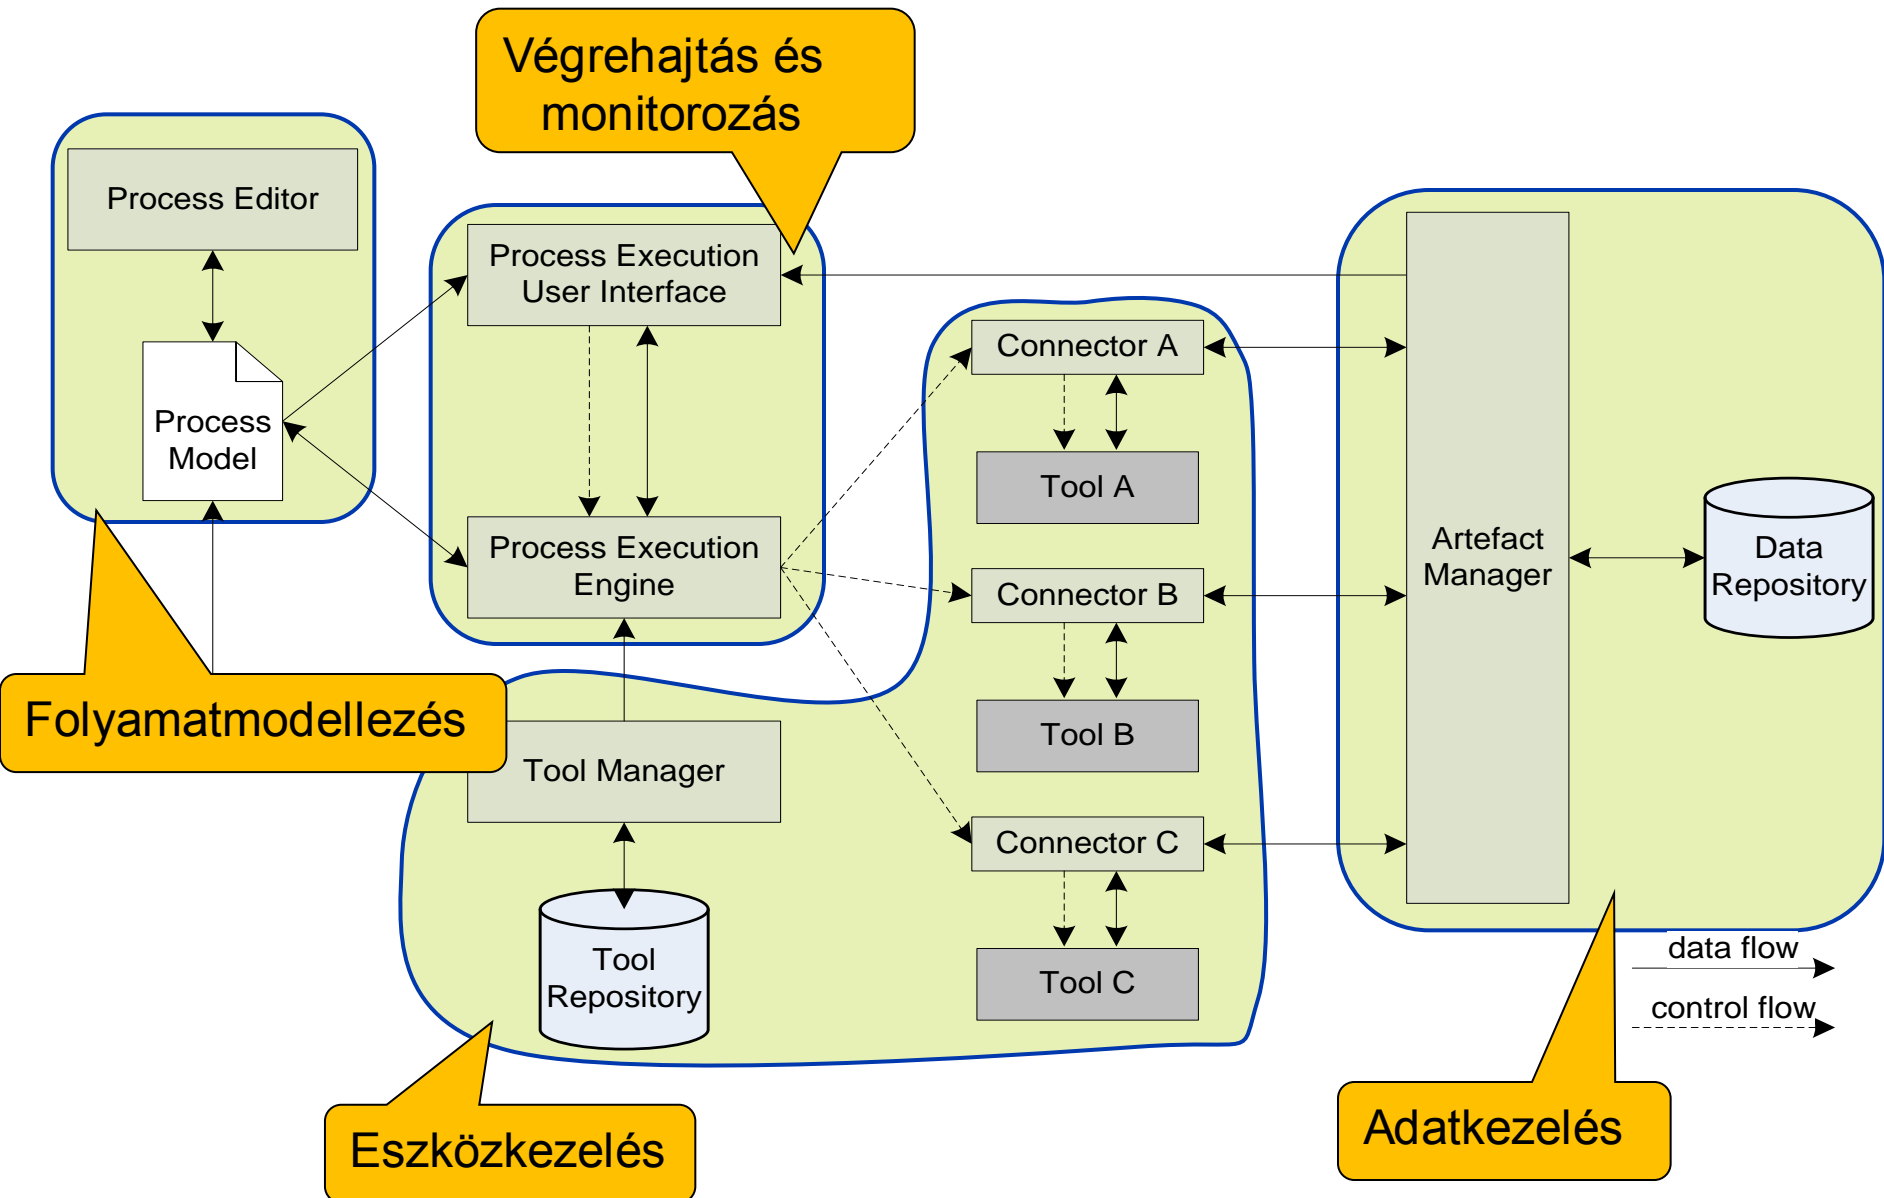 Végrehajtás és
monitorozás
Process Editor
Process Execution
User Interface
Connector A
Process
Model
Tool A
Process Execution
Engine
Artefact
Manager
Data
Repository
Connector B
Folyamatmodellezés
Tool B
Tool Manager
Connector C
Tool
Repository
Tool C
data flow
control flow
Eszközkezelés
Adatkezelés